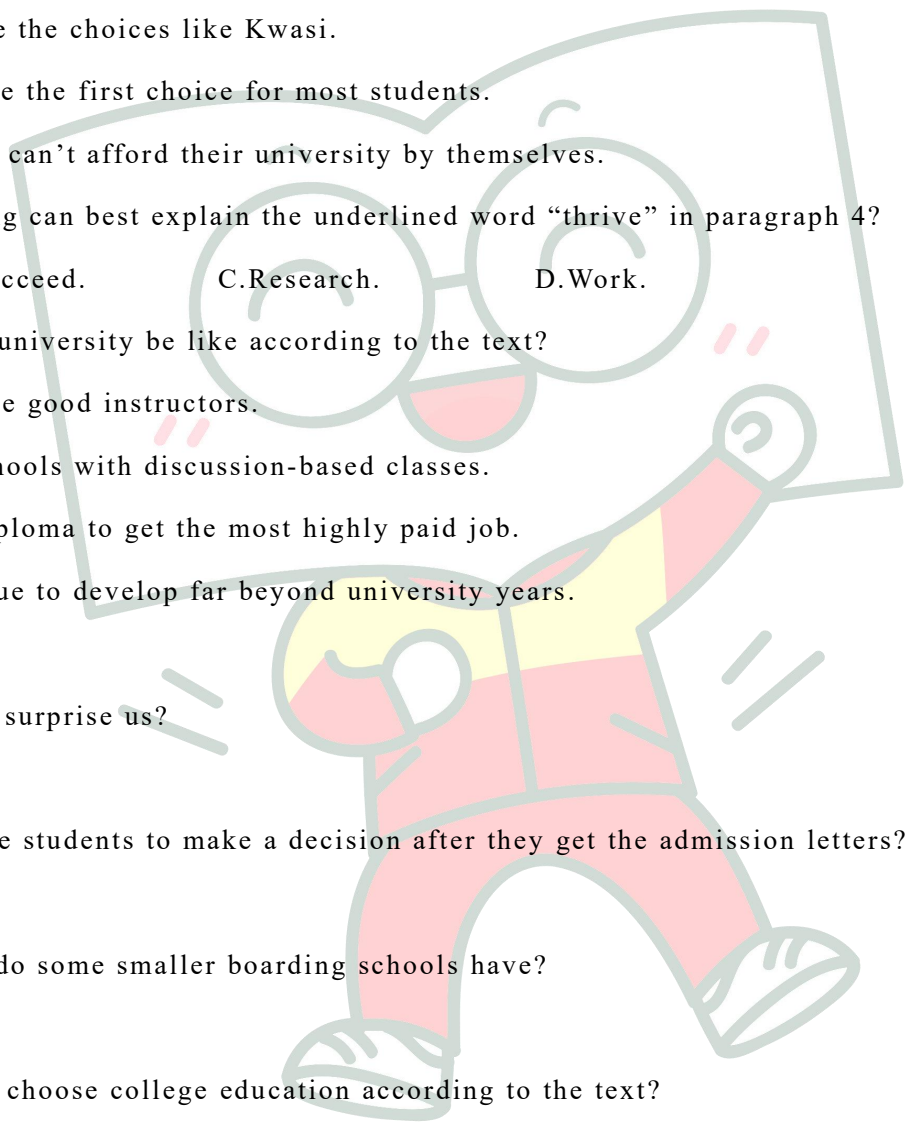 e the choices like Kwasi.
e the first choice for most students.
can’t afford their university by themselves.
g can best explain the underlined word “thrive” in paragraph 4?
cceed. C.Research. D.Work.
university be like according to the text?
e good instructors.
ools with discussion-based classes.
ploma to get the most highly paid job.
ue to develop far beyond university years.
surprise us?
e students to make a decision after they get the admission letters?
do some smaller boarding schools have?
choose college education according to the text?